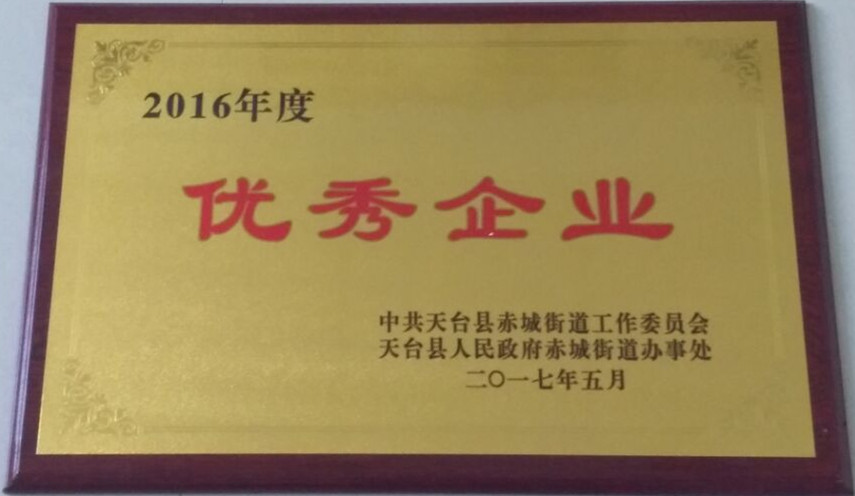 2016年度
优秀企业
中共天台县赤城街道工作委员会
天台县人民政府赤城街道办事处
二〇一七年五月